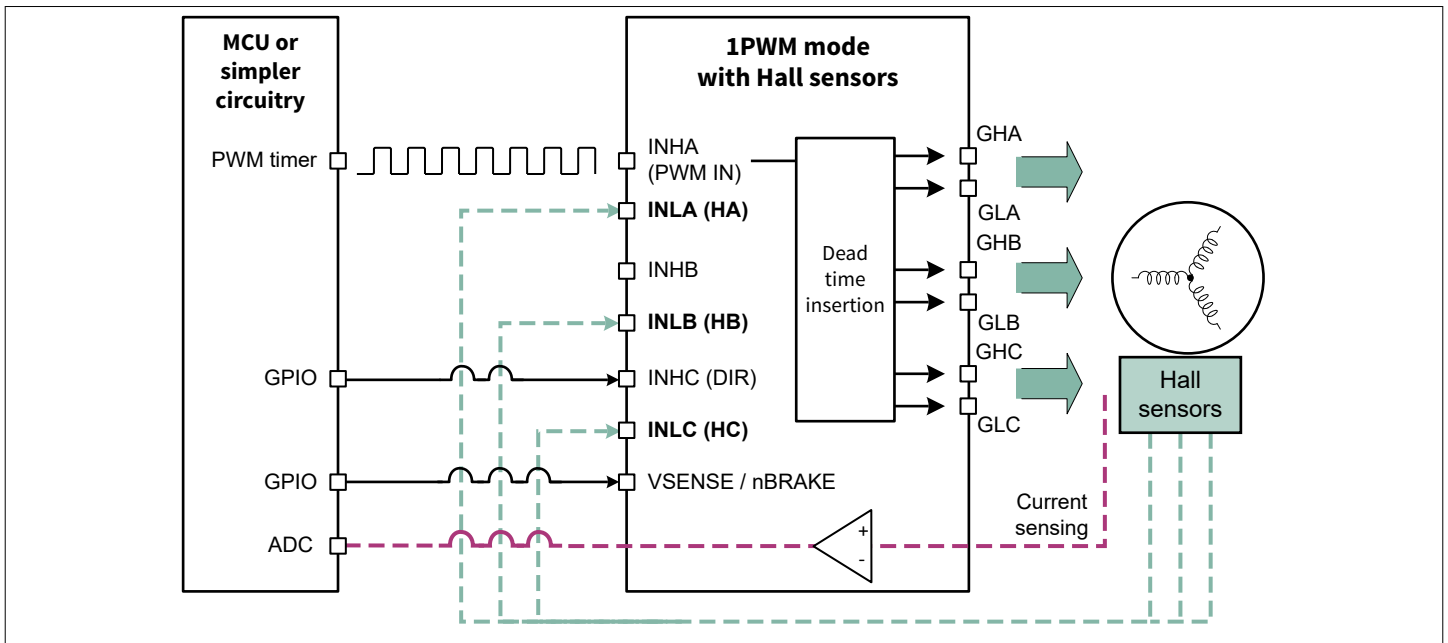 MCU or
simpler
circuitry
PWM timer
GPIO
GPIO
ADC
1PWM mode
with Hall sensors
INHA
(PWM IN)
INLA (HA)
INHB
INLB (HB)
INHC (DIR)
INLC (HC)
VSENSE / nBRAKE
Dead
time
insertion
+
-
GHA
GLA
GHB
GLB
GHC
GLC
Hall
sensors
Current
sensing